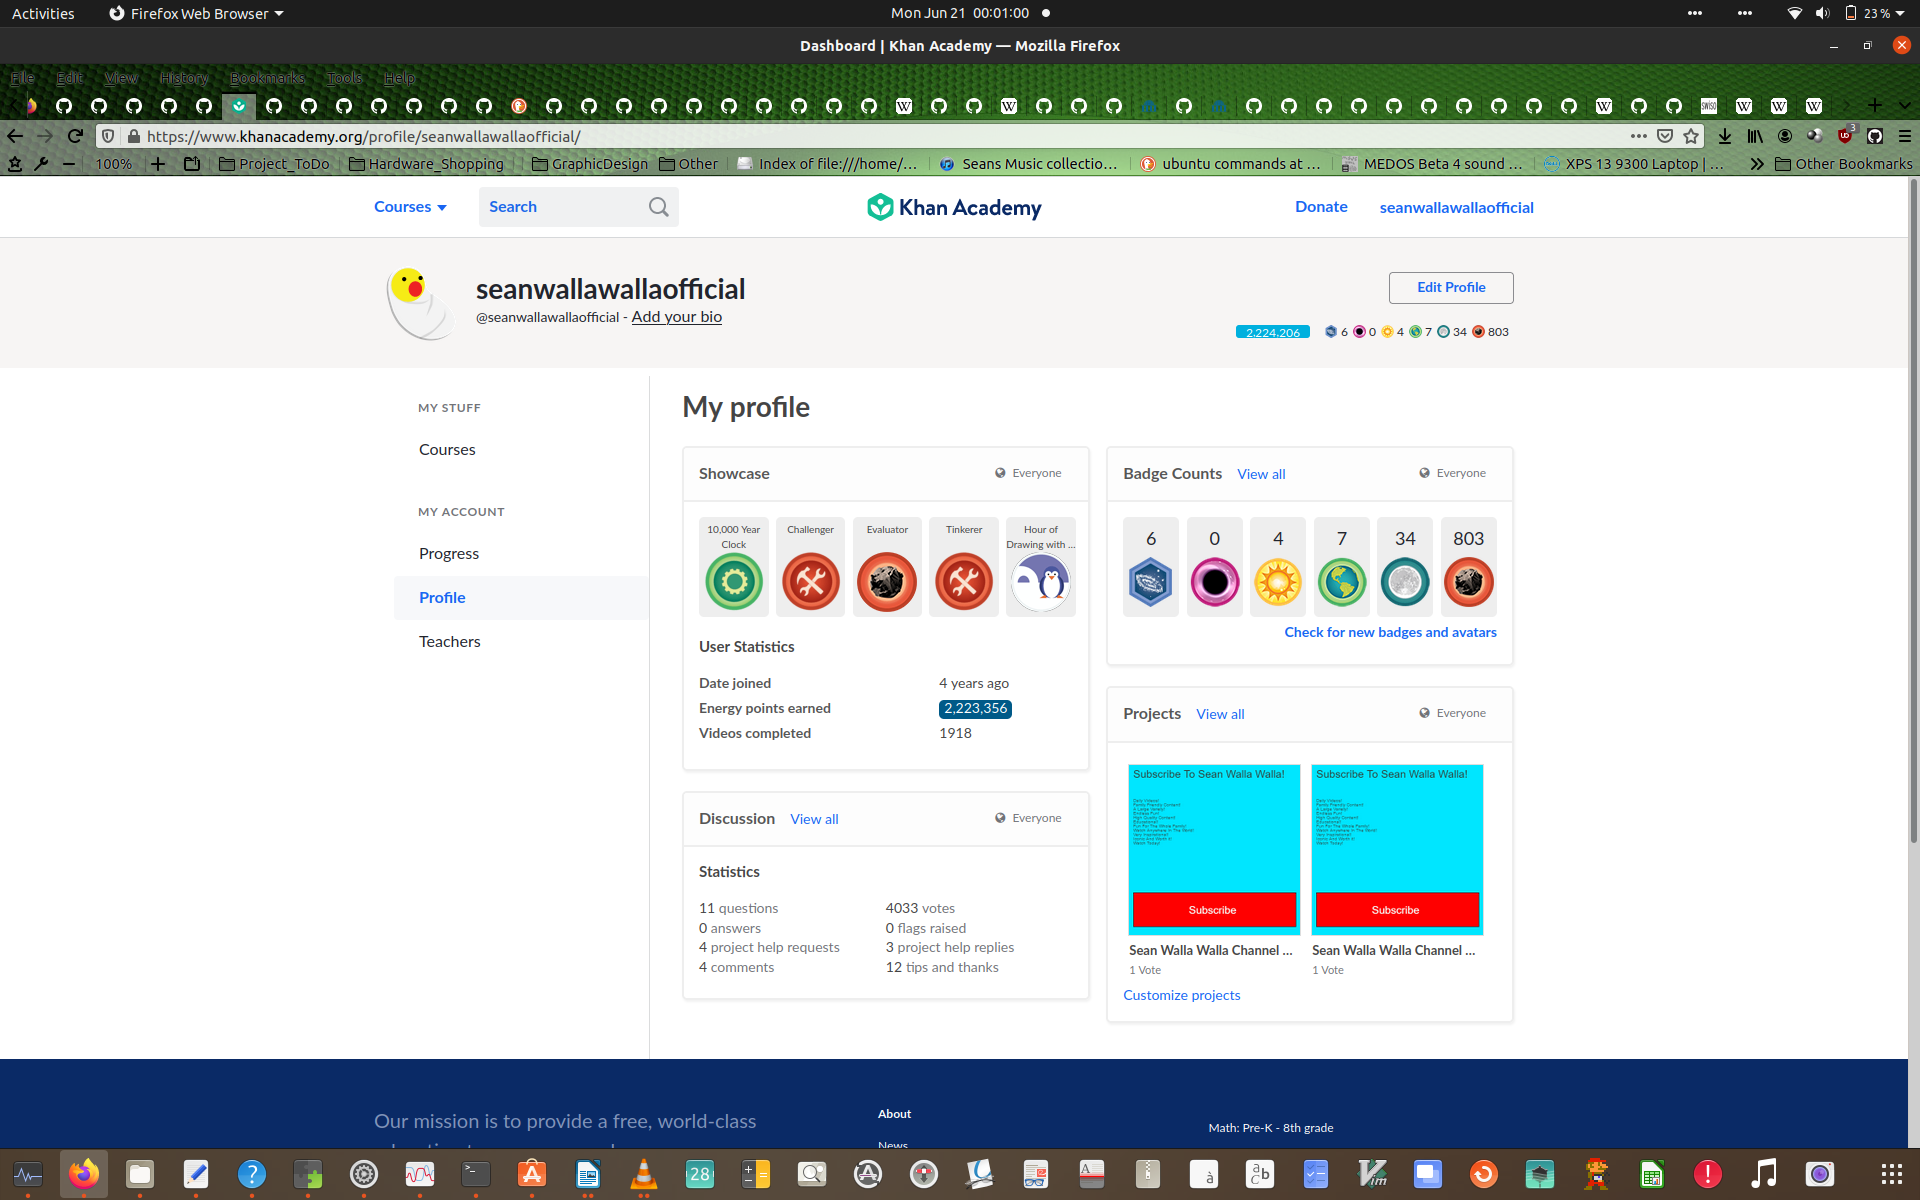 Activities
Firefox Web Browser
Mon Jun 21 00:01:00
23 %
Dashboard | Khan Academy — Mozilla Firefox
File Edit View History Bookmarks Tools Help
https://www.khanacademy.org/profile/seanwallawallaofficial/
3
100%
Project_ToDo
Hardware_Shopping
GraphicDesign
Other
Index of file:///home/...
Seans Music collectio...
ubuntu commands at ...
MEDOS Beta 4 sound ...
XPS 13 9300 Laptop | ...
Other Bookmarks
Courses
Search
Khan Academy
Donate
seanwallawallaofficial
seanwallawallaofficial
@seanwallawallaofficial - Add your bio
Edit Profile
2,224,206
6 0 4 7 34 803
MY STUFF
Courses
MY ACCOUNT
Progress
Profile
Teachers
My profile
Showcase
Everyone
10,000 Year
Clock
Challenger
Evaluator
Tinkerer
Hour of
Drawing with ...
User Statistics
Date joined 4 years ago
Energy points earned 2,223,356
Videos completed 1918
Discussion View all
Everyone
Statistics
11 questions 4033 votes
0 answers 0 flags raised
4 project help requests 3 project help replies
4 comments 12 tips and thanks
Badge Counts View all
Everyone
6 0 4 7 34 803
Check for new badges and avatars
Projects View all
Everyone
Subscribe To Sean Walla Walla!
Subscribe
Sean Walla Walla Channel ...
1 Vote
Subscribe To Sean Walla Walla!
Subscribe
Sean Walla Walla Channel ...
1 Vote
Customize projects
Our mission is to provide a free, world-class
About
News
Math: Pre-K - 8th grade
28
Vim